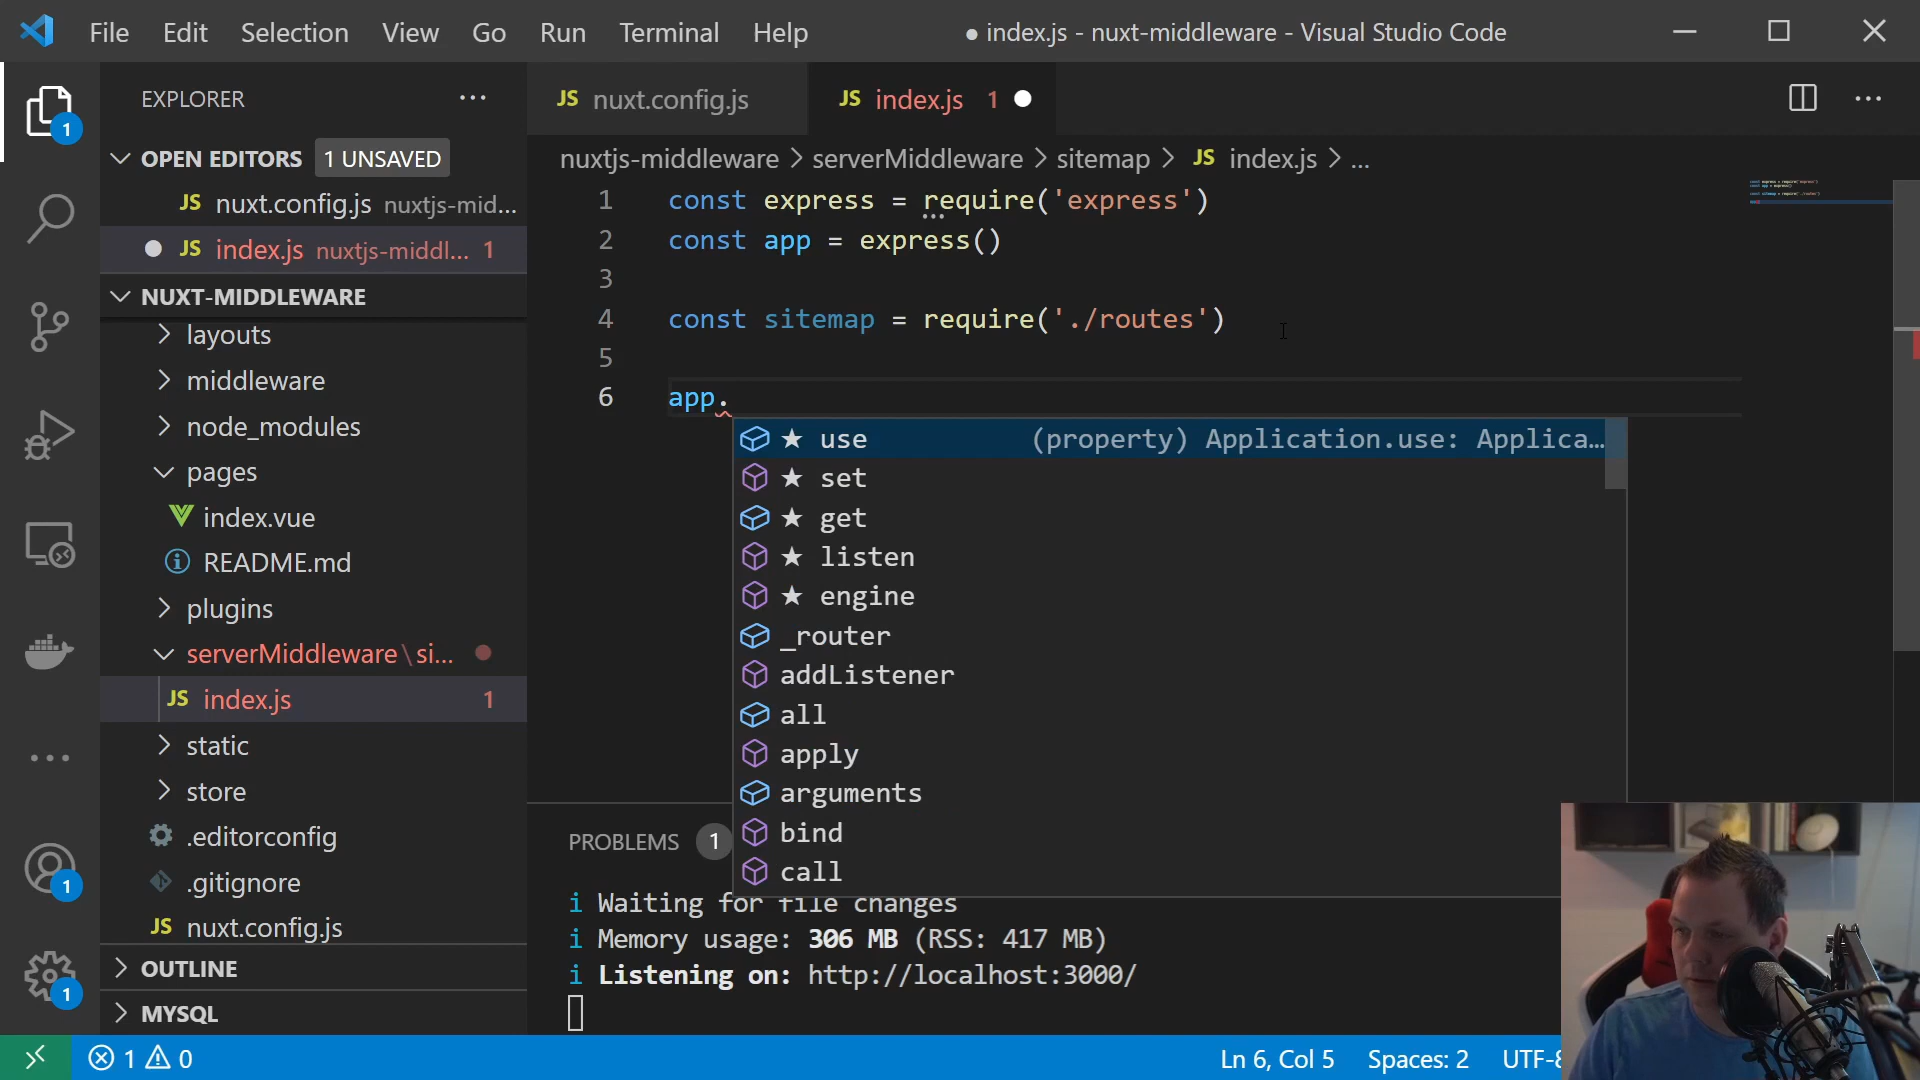 File Edit Selection View Go Run Terminal Help
● index.js - nuxt-middleware - Visual Studio Code
EXPLORER
1
OPEN EDITORS 1 UNSAVED
JS nuxt.config.js nuxtjs-mid...
JS index.js nuxtjs-middl... 1
NUXT-MIDDLEWARE
layouts
middleware
node_modules
pages
index.vue
README.md
plugins
serverMiddleware\si...
JS index.js 1
static
store
.editorconfig
.gitignore
JS nuxt.config.js
OUTLINE
MYSQL
1
1
JS nuxt.config.js
JS index.js 1
nuxtjs-middleware > serverMiddleware > sitemap > JS index.js > ...
1 const express = require('express')
2 const app = express()
3
4 const sitemap = require('./routes')
5
6 app.
★ use (property) Application.use: Applica...
★ set
★ get
★ listen
★ engine
_router
addListener
all
apply
arguments
bind
call
PROBLEMS 1
i Waiting for file changes
i Memory usage: 306 MB (RSS: 417 MB)
i Listening on: http://localhost:3000/
1 0
Ln 6, Col 5 Spaces: 2 UTF-8